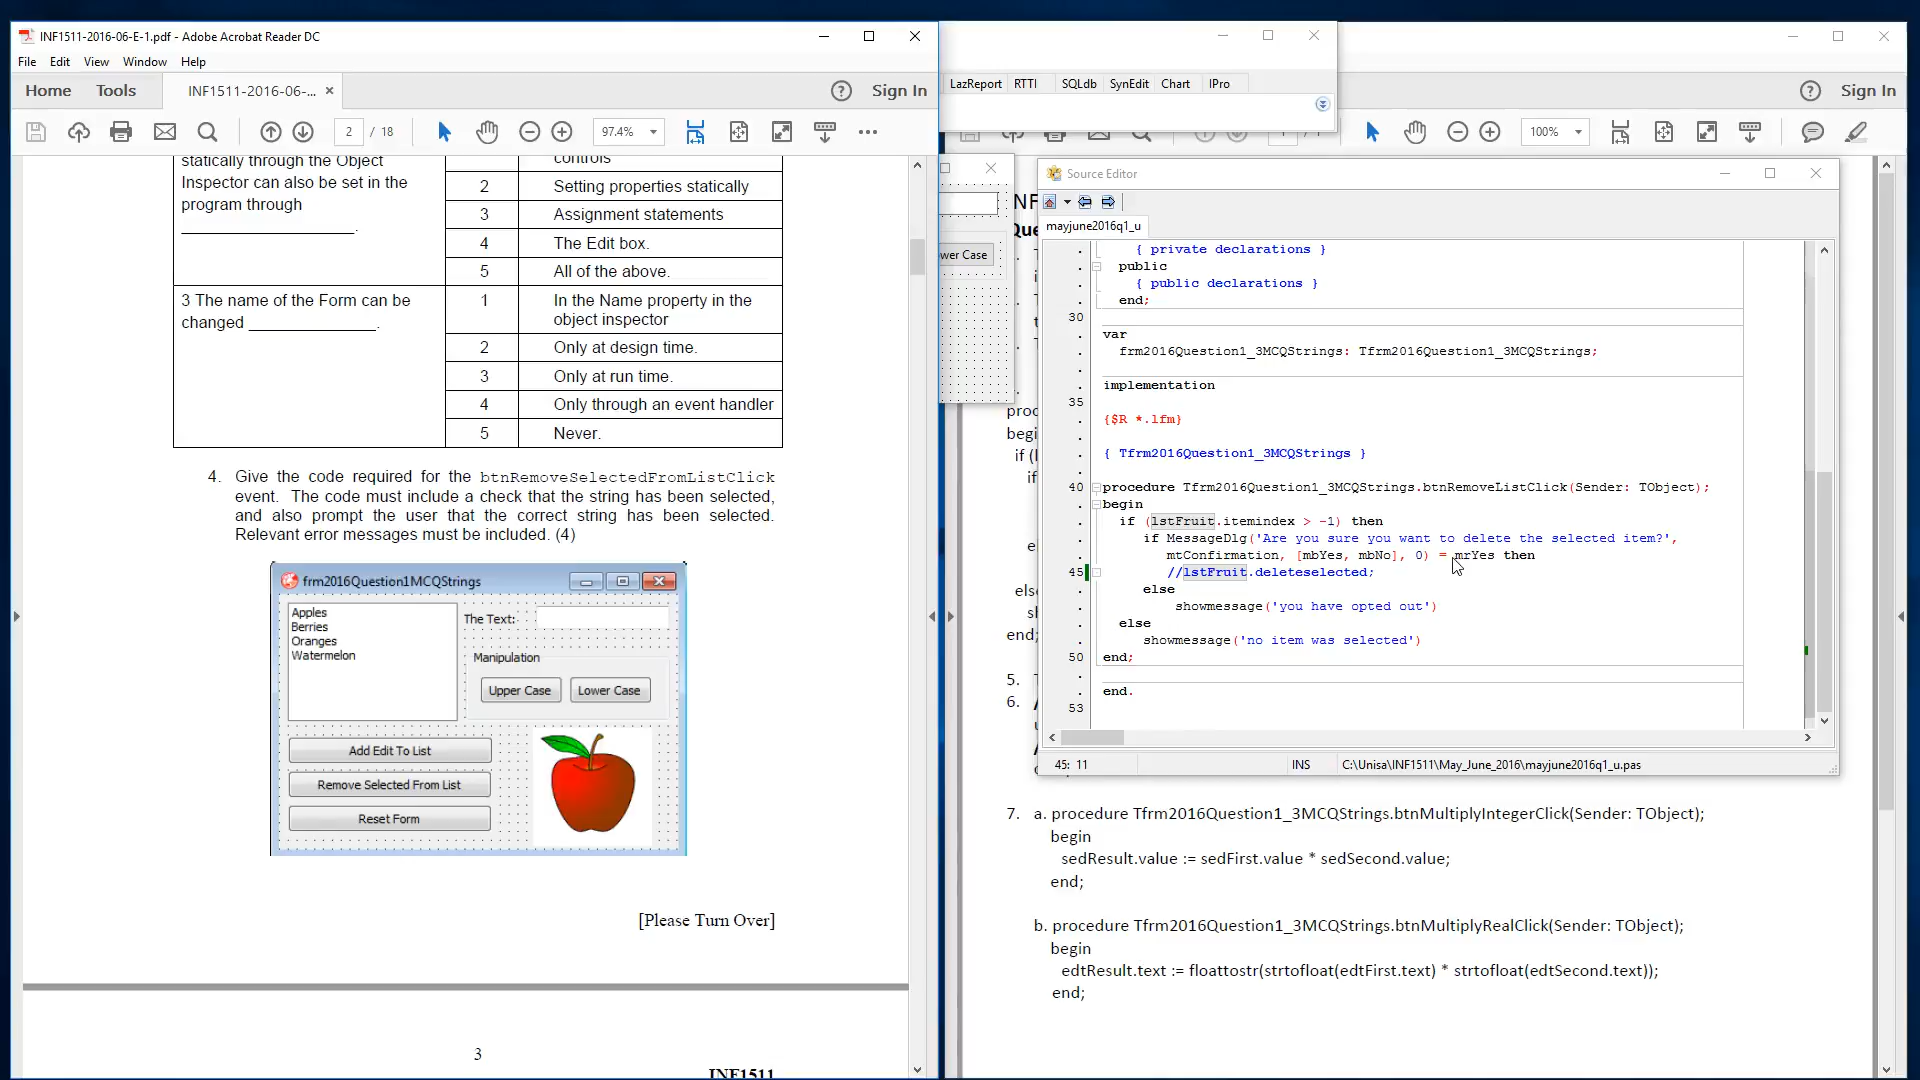 INF1511-2016-06-E-1.pdf - Adobe Acrobat Reader DC
File Edit View Window Help
Home Tools INF1511-2016-06-... × Sign In
2 / 18 97.4%
statically through the Object
Inspector can also be set in the
program through
____________________.
controls
2 Setting properties statically
3 Assignment statements
4 The Edit box.
5 All of the above.
3 The name of the Form can be
changed _______________.
1 In the Name property in the
object inspector
2 Only at design time.
3 Only at run time.
4 Only through an event handler
5 Never.
4. Give the code required for the btnRemoveSelectedFromListClick
event. The code must include a check that the string has been selected,
and also prompt the user that the correct string has been selected.
Relevant error messages must be included. (4)
frm2016Question1MCQStrings
Apples
Berries
Oranges
Watermelon
The Text:
Manipulation
Upper Case Lower Case
Add Edit To List
Remove Selected From List
Reset Form
[Please Turn Over]
3
INF1511
LazReport RTTI SQLdb SynEdit Chart IPro
Sign In
100%
wer Case
NF
Que
proc
begi
if (l
if
e
else
sh
end;
5.
6.
Source Editor
mayjune2016q1_u
{ private declarations }
public
{ public declarations }
end;
30
var
frm2016Question1_3MCQStrings: Tfrm2016Question1_3MCQStrings;
implementation
35
{$R *.lfm}
{ Tfrm2016Question1_3MCQStrings }
40 procedure Tfrm2016Question1_3MCQStrings.btnRemoveListClick(Sender: TObject);
begin
if (lstFruit.itemindex > -1) then
if MessageDlg('Are you sure you want to delete the selected item?',
mtConfirmation, [mbYes, mbNo], 0) = mrYes then
45 //lstFruit.deleteselected;
else
showmessage('you have opted out')
else
showmessage('no item was selected')
50 end;
end.
53
45: 11 INS C:\Unisa\INF1511\May_June_2016\mayjune2016q1_u.pas
7. a. procedure Tfrm2016Question1_3MCQStrings.btnMultiplyIntegerClick(Sender: TObject);
begin
sedResult.value := sedFirst.value * sedSecond.value;
end;
b. procedure Tfrm2016Question1_3MCQStrings.btnMultiplyRealClick(Sender: TObject);
begin
edtResult.text := floattostr(strtofloat(edtFirst.text) * strtofloat(edtSecond.text));
end;